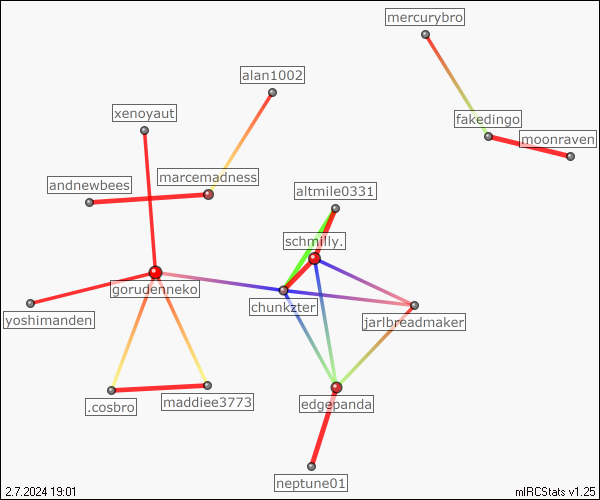 mercurybro
alan1002
xenoyaut
fakedingo
moonraven
marcemadness
andnewbees
altmile0331
schmilly.
gorudenneko
chunkzter
yoshimanden
jarlbreadmaker
.cosbro
maddiee3773
edgepanda
neptune01
2.7.2024 19:01
mIRCStats v1.25